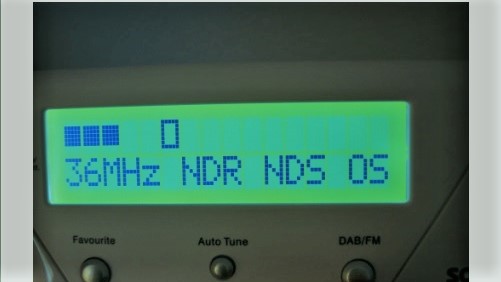 36MHz NDR NDS OS
Favourite Auto Tune DAB/FM